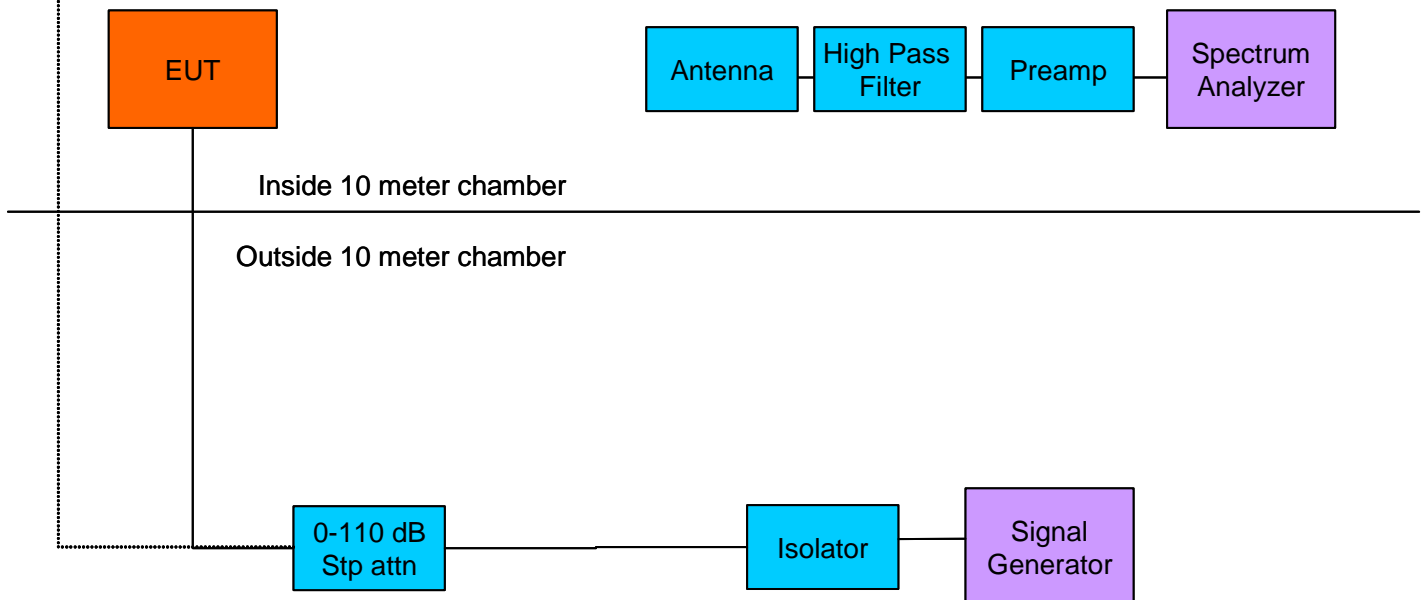 EUT
Antenna
High Pass
Filter
Preamp
Spectrum
Analyzer
Inside 10 meter chamber
Outside 10 meter chamber
0-110 dB
Stp attn
Isolator
Signal
Generator